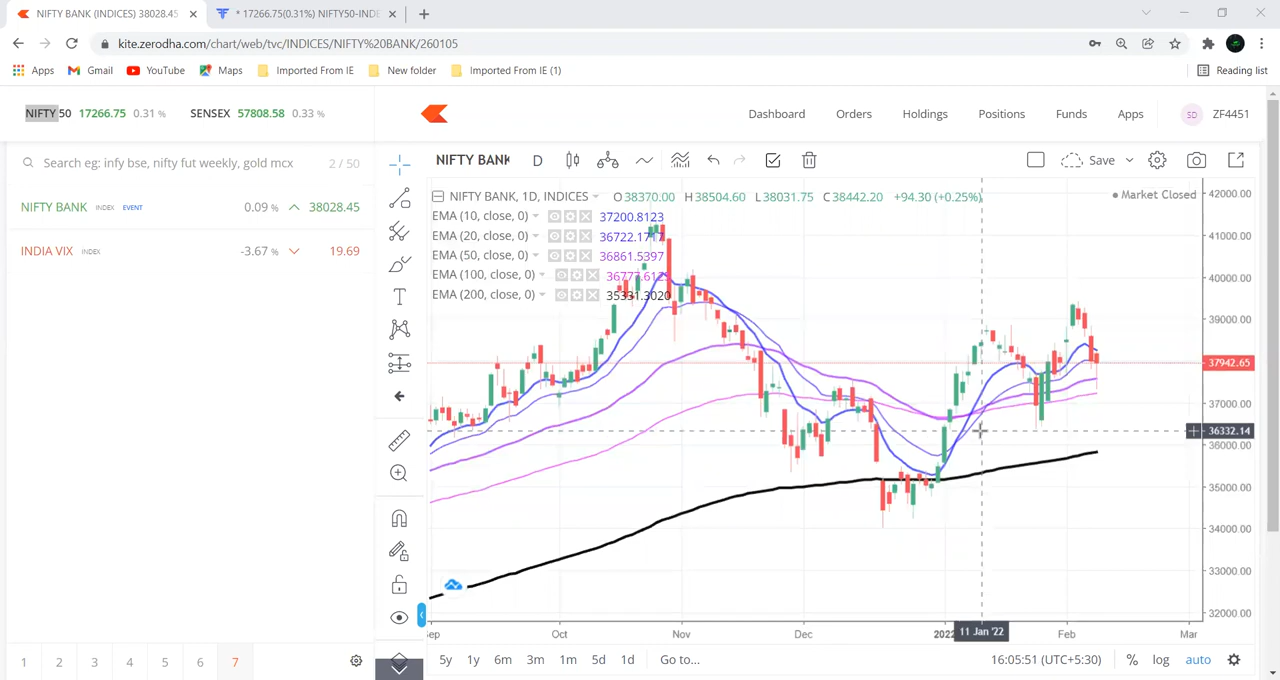 NIFTY BANK (INDICES) 38028.45
* 17266.75(0.31%) NIFTY50-INDE
kite.zerodha.com/chart/web/tvc/INDICES/NIFTY%20BANK/260105
Apps Gmail YouTube Maps Imported From IE New folder Imported From IE (1) Reading list
NIFTY 50 17266.75 0.31 % SENSEX 57808.58 0.33 %
Dashboard Orders Holdings Positions Funds Apps SD ZF4451
Search eg: infy bse, nifty fut weekly, gold mcx 2 / 50
NIFTY BANK INDEX EVENT 0.09 % 38028.45
INDIA VIX INDEX -3.67 % 19.69
NIFTY BANK D Save
NIFTY BANK, 1D, INDICES O38370.00 H38504.60 L38031.75 C38442.20 +94.30 (+0.25%)
Market Closed
EMA (10, close, 0) 37200.8123
EMA (20, close, 0) 36722.1717
EMA (50, close, 0) 36861.5397
EMA (100, close, 0)
EMA (200, close, 0) 35331.3020
42000.00
41000.00
40000.00
39000.00
37942.65
37000.00
36332.14
36000.00
35000.00
34000.00
33000.00
32000.00
Sep Oct Nov Dec 2022 11 Jan '22 Feb Mar
5y 1y 6m 3m 1m 5d 1d Go to... 16:05:51 (UTC+5:30) % log auto
1 2 3 4 5 6 7